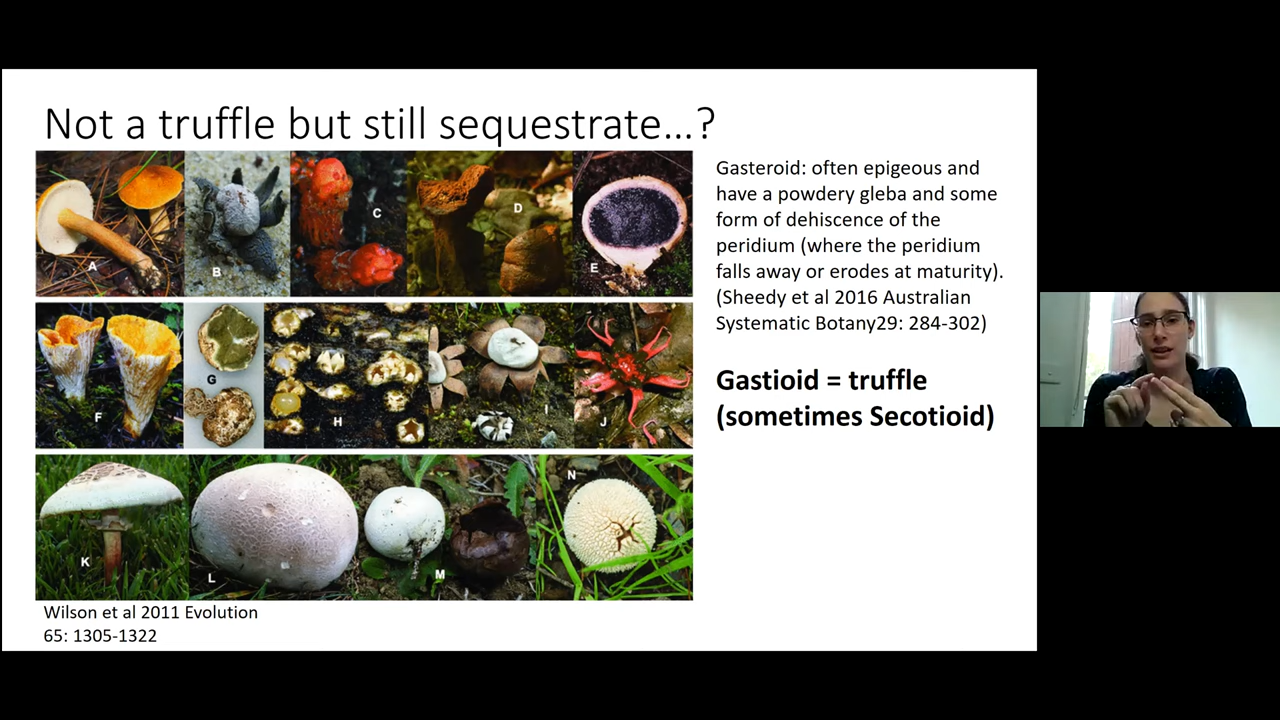 Not a truffle but still sequestrate...?
A
B
C
D
E
F
G
H
I
J
K
L
M
N
Gasteroid: often epigeous and
have a powdery gleba and some
form of dehiscence of the
peridium (where the peridium
falls away or erodes at maturity).
(Sheedy et al 2016 Australian
Systematic Botany29: 284-302)
Gastioid = truffle
(sometimes Secotioid)
Wilson et al 2011 Evolution
65: 1305-1322